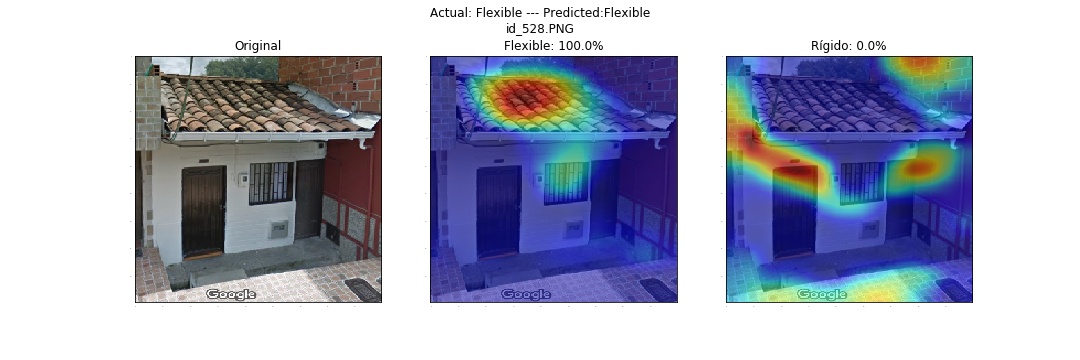 Actual: Flexible --- Predicted:Flexible
id_528.PNG
Original
Flexible: 100.0%
Rígido: 0.0%
Google
Google
Google